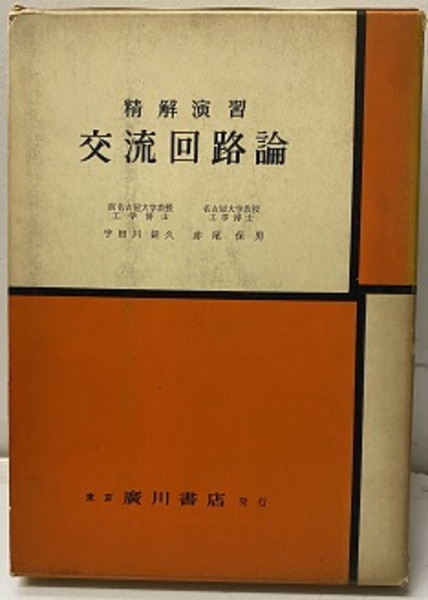 精解演習
交流回路論
前名古屋大学教授 名古屋大学教授
工学博士 工学博士
宇田川銈久 赤尾保男
東京 廣川書店 発行